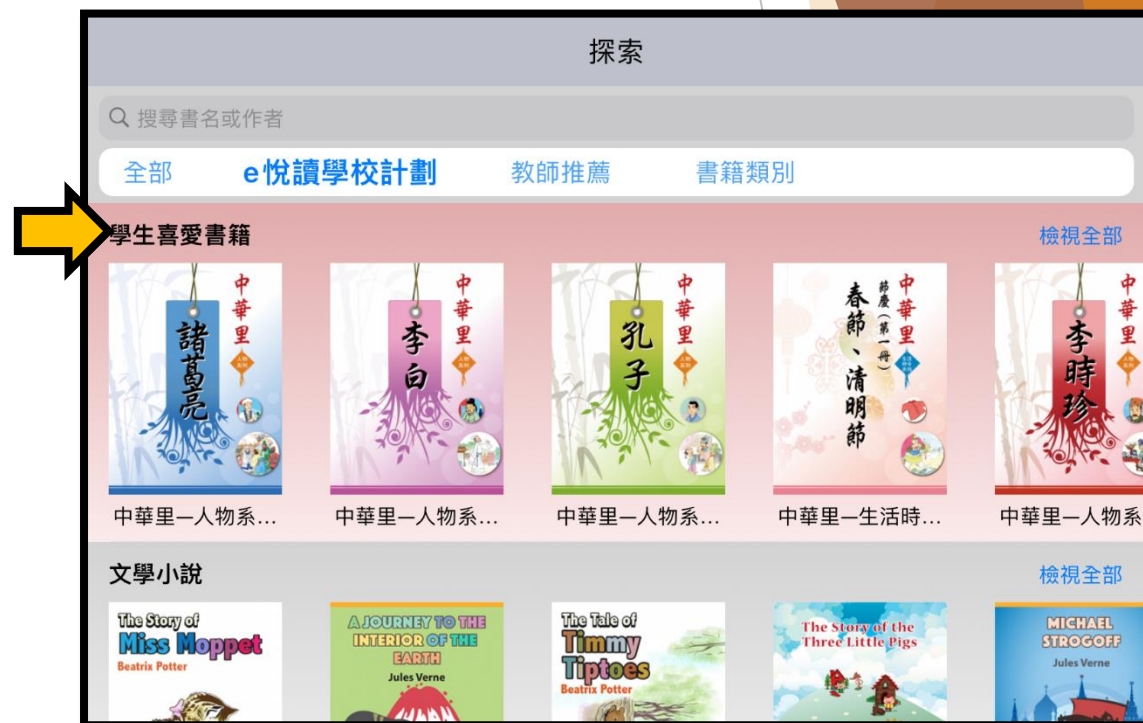 探索
搜尋書名或作者
全部 e悅讀學校計劃 教師推薦 書籍類別
學生喜愛書籍 檢視全部
中華里
諸葛亮
中華里
李白
中華里
孔子
中華里
節慶(第一冊)
春節、清明節
中華里
李時珍
中華里—人物系... 中華里—人物系... 中華里—人物系... 中華里—生活時... 中華里—人物系
文學小說 檢視全部
The Story of
Miss Moppet
Beatrix Potter
A JOURNEY TO THE
INTERIOR OF THE
EARTH
Jules Verne
The Tale of
Timmy
Tiptoes
Beatrix Potter
The Story of the
Three Little Pigs
MICHAEL
STROGOFF
Jules Verne